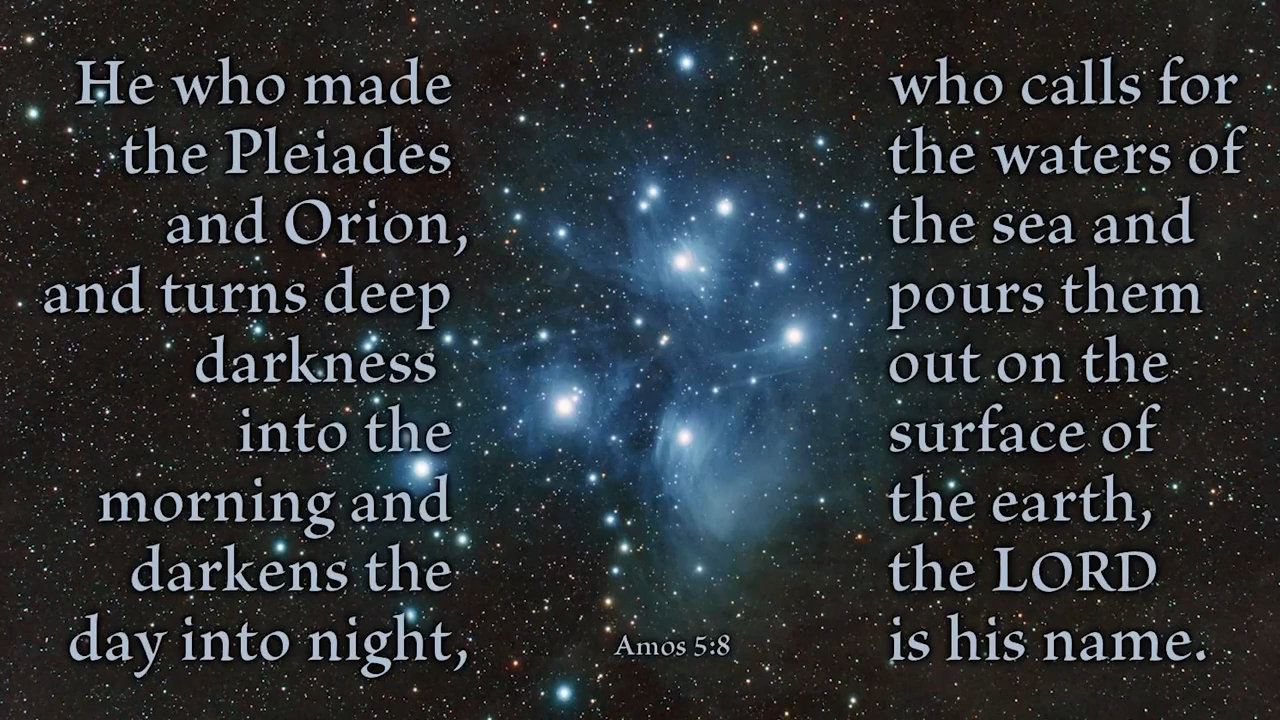 He who made
the Pleiades
and Orion,
and turns deep
darkness
into the
morning and
darkens the
day into night,
who calls for
the waters of
the sea and
pours them
out on the
surface of
the earth,
the LORD
is his name.
Amos 5:8